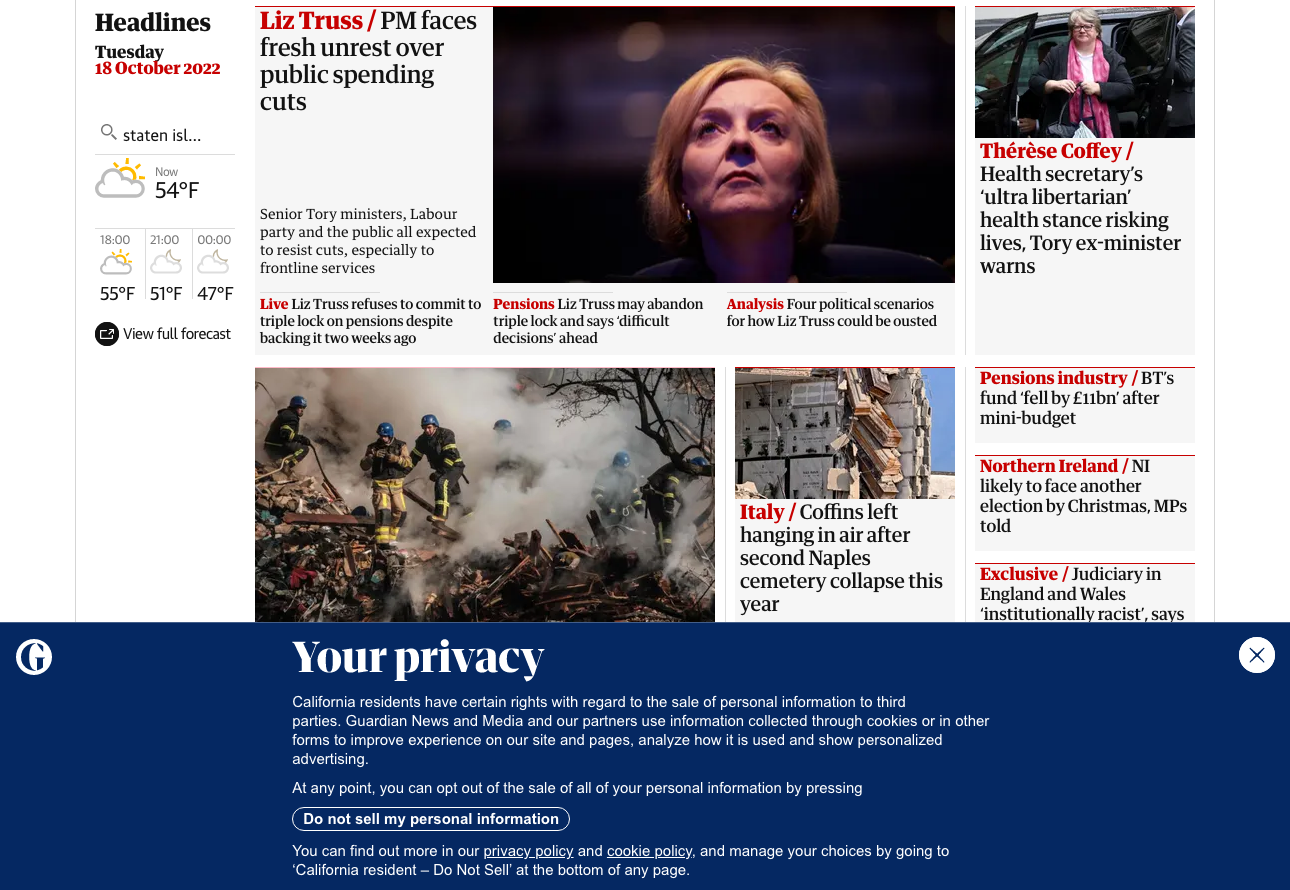 Headlines
Tuesday
18 October 2022
staten isl...
Now
54°F
18:00
21:00
00:00
55°F
51°F
47°F
View full forecast
Liz Truss / PM faces
fresh unrest over
public spending
cuts
Senior Tory ministers, Labour
party and the public all expected
to resist cuts, especially to
frontline services
Live Liz Truss refuses to commit to
triple lock on pensions despite
backing it two weeks ago
Pensions Liz Truss may abandon
triple lock and says ‘difficult
decisions’ ahead
Analysis Four political scenarios
for how Liz Truss could be ousted
Thérèse Coffey /
Health secretary’s
‘ultra libertarian’
health stance risking
lives, Tory ex-minister
warns
Italy / Coffins left
hanging in air after
second Naples
cemetery collapse this
year
Pensions industry / BT’s
fund ‘fell by £11bn’ after
mini-budget
Northern Ireland / NI
likely to face another
election by Christmas, MPs
told
Exclusive / Judiciary in
England and Wales
‘institutionally racist’, says
G
Your privacy
California residents have certain rights with regard to the sale of personal information to third
parties. Guardian News and Media and our partners use information collected through cookies or in other
forms to improve experience on our site and pages, analyze how it is used and show personalized
advertising.
At any point, you can opt out of the sale of all of your personal information by pressing
Do not sell my personal information
You can find out more in our privacy policy and cookie policy, and manage your choices by going to
‘California resident – Do Not Sell’ at the bottom of any page.